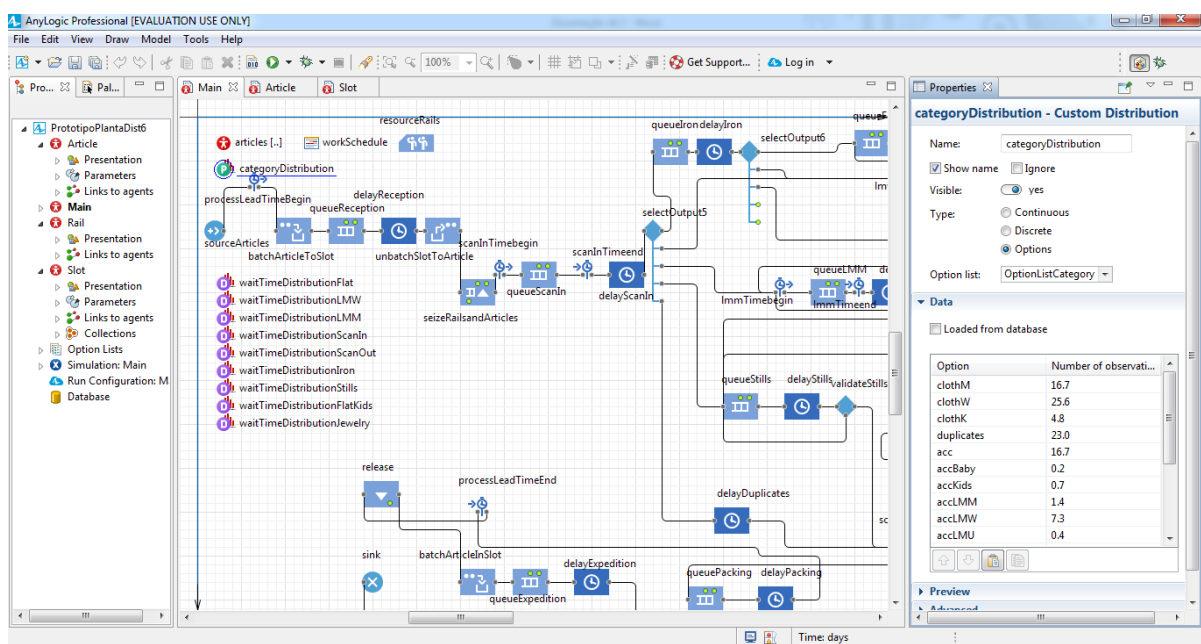 AnyLogic Professional [EVALUATION USE ONLY]
File Edit View Draw Model Tools Help
100% Get Support... Log in
Pro... Pal...
PrototipoPlantaDist6
Article
Presentation
Parameters
Links to agents
Main
Rail
Presentation
Links to agents
Slot
Presentation
Parameters
Links to agents
Collections
Option Lists
Simulation: Main
Run Configuration: M
Database
Main Article Slot
resourceRails
articles [..] workSchedule
categoryDistribution
processLeadTimeBegin
delayReception
queueReception
sourceArticles
batchArticleToSlot
unbatchSlotToArticle
scanInTimebegin
scanInTimeend
queueScanIn
delayScanIn
seizeRailsandArticles
waitTimeDistributionFlat
waitTimeDistributionLMW
waitTimeDistributionLMM
waitTimeDistributionScanIn
waitTimeDistributionScanOut
waitTimeDistributionIron
waitTimeDistributionStills
waitTimeDistributionFlatKids
waitTimeDistributionJewelry
queueIron delayIron
selectOutput6
selectOutput5
queueLMM
lmmTimebegin
lmmTimeend
queueStills delayStills validateStills
delayDuplicates
release
processLeadTimeEnd
sink
batchArticleInSlot
delayExpedition
queueExpedition
queuePacking delayPacking
Properties
categoryDistribution - Custom Distribution
Name: categoryDistribution
Show name Ignore
Visible: yes
Type: Continuous
Discrete
Options
Option list: OptionListCategory
Data
Loaded from database
Option Number of observati...
clothM 16.7
clothW 25.6
clothK 4.8
duplicates 23.0
acc 16.7
accBaby 0.2
accKids 0.7
accLMM 1.4
accLMW 7.3
accLMU 0.4
Preview
Advanced
Time: days